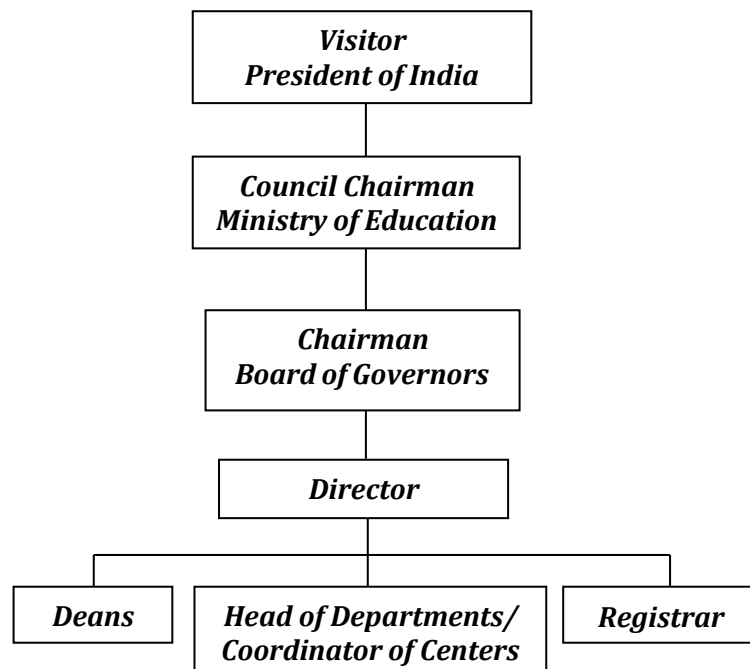 Visitor
President of India
Council Chairman
Ministry of Education
Chairman
Board of Governors
Director
Deans
Head of Departments/
Coordinator of Centers
Registrar